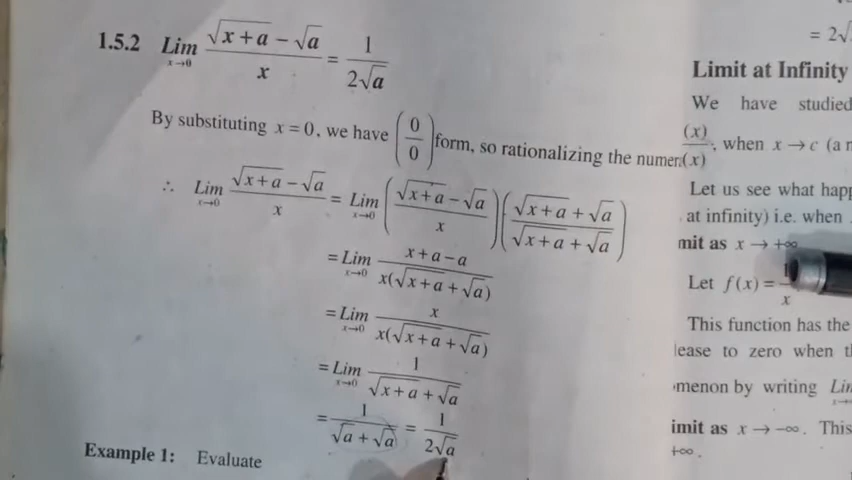 1.5.2 Lim x→0 (√(x+a) − √a)/x = 1/(2√a)
By substituting x = 0, we have (0/0) form, so rationalizing the numer
∴ Lim x→0 (√(x+a) − √a)/x = Lim x→0 ((√(x+a) − √a)/x)((√(x+a) + √a)/(√(x+a) + √a))
= Lim x→0 (x+a−a)/(x(√(x+a) + √a))
= Lim x→0 x/(x(√(x+a) + √a))
= Lim x→0 1/(√(x+a) + √a)
= 1/(√a + √a) = 1/(2√a)
Example 1: Evaluate
= 2√
Limit at Infinity
We have studied
(x)/(x), when x → c (a
Let us see what
at infinity) i.e. when
mit as x → +∞
Let f(x) = 1/x
This function has the
ease to zero when
menon by writing
imit as x → −∞. This
+∞.